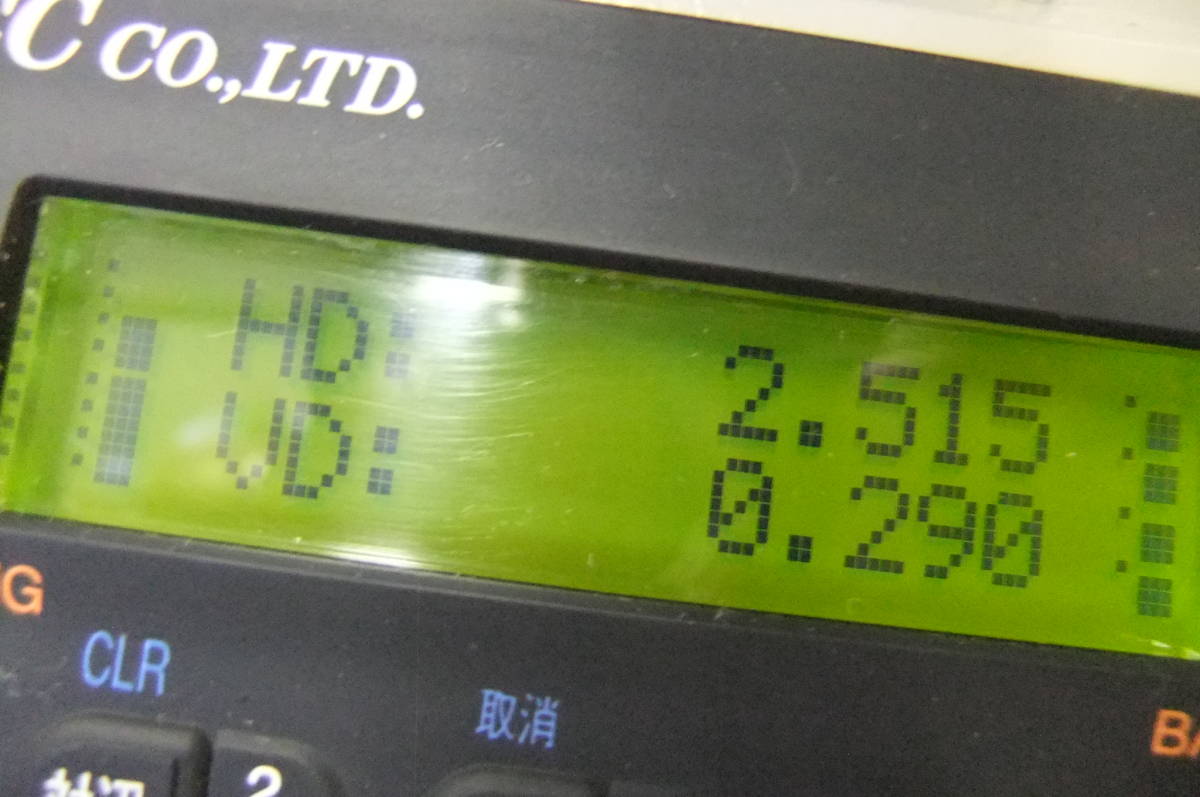 CO.,LTD.
HD: 2.515
VD: 0.290
CLR
取消
2